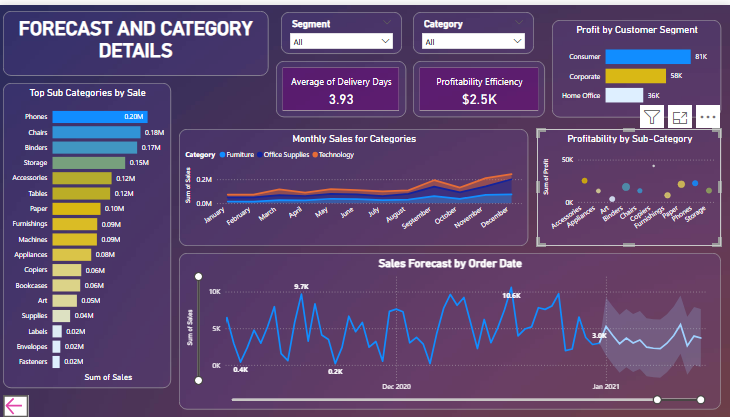 FORECAST AND CATEGORY
DETAILS
Segment
All
Category
All
Average of Delivery Days
3.93
Profitability Efficiency
$2.5K
Profit by Customer Segment
Consumer 81K
Corporate 58K
Home Office 36K
Top Sub Categories by Sale
Phones 0.20M
Chairs 0.18M
Binders 0.17M
Storage 0.15M
Accessories 0.12M
Tables 0.12M
Paper 0.10M
Furnishings 0.09M
Machines 0.09M
Appliances 0.08M
Copiers 0.06M
Bookcases 0.06M
Art 0.05M
Supplies 0.04M
Labels 0.02M
Envelopes 0.02M
Fasteners 0.02M
Sum of Sales
Monthly Sales for Categories
Category Furniture Office Supplies Technology
Sum of Sales
0.2M
0.0M
January February March April May June July August September October November December
Profitability by Sub-Category
Sum of Profit
50K
0K
Accessories Appliances Art Binders Chairs Copiers Furnishings Paper Phones Storage
Sales Forecast by Order Date
Sum of Sales
10K
5K
0K
0.4K
9.7K
0.2K
10.6K
3.0K
Dec 2020 Jan 2021